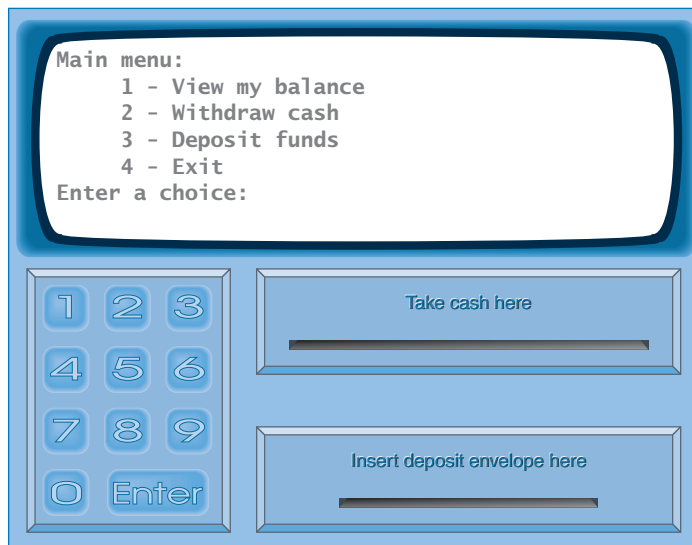 Main menu:
1 - View my balance
2 - Withdraw cash
3 - Deposit funds
4 - Exit
Enter a choice:
1 2 3
4 5 6
7 8 9
0 Enter
Take cash here
Insert deposit envelope here